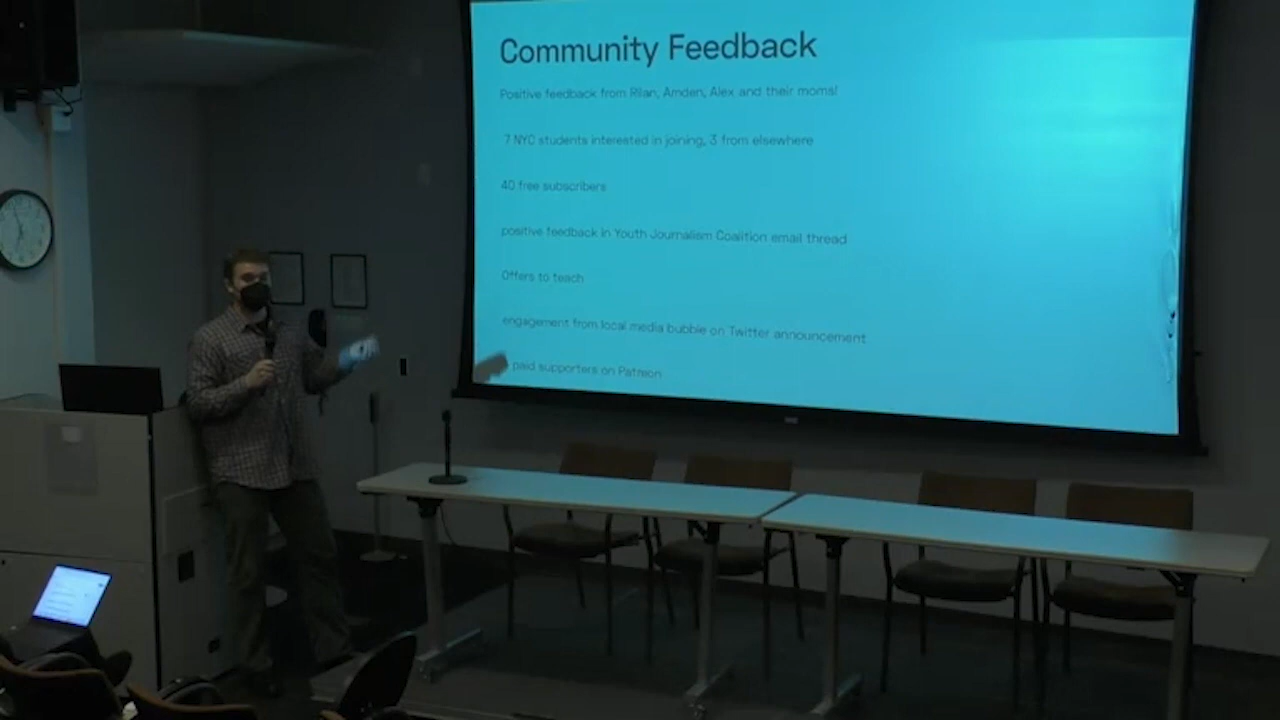 Community Feedback
Positive feedback from Rilan, Amden, Alex and their moms!
7 NYC students interested in joining, 3 from elsewhere
40 free subscribers
positive feedback in Youth Journalism Coalition email thread
Offers to teach
engagement from local media bubble on Twitter announcement
paid supporters on Patreon